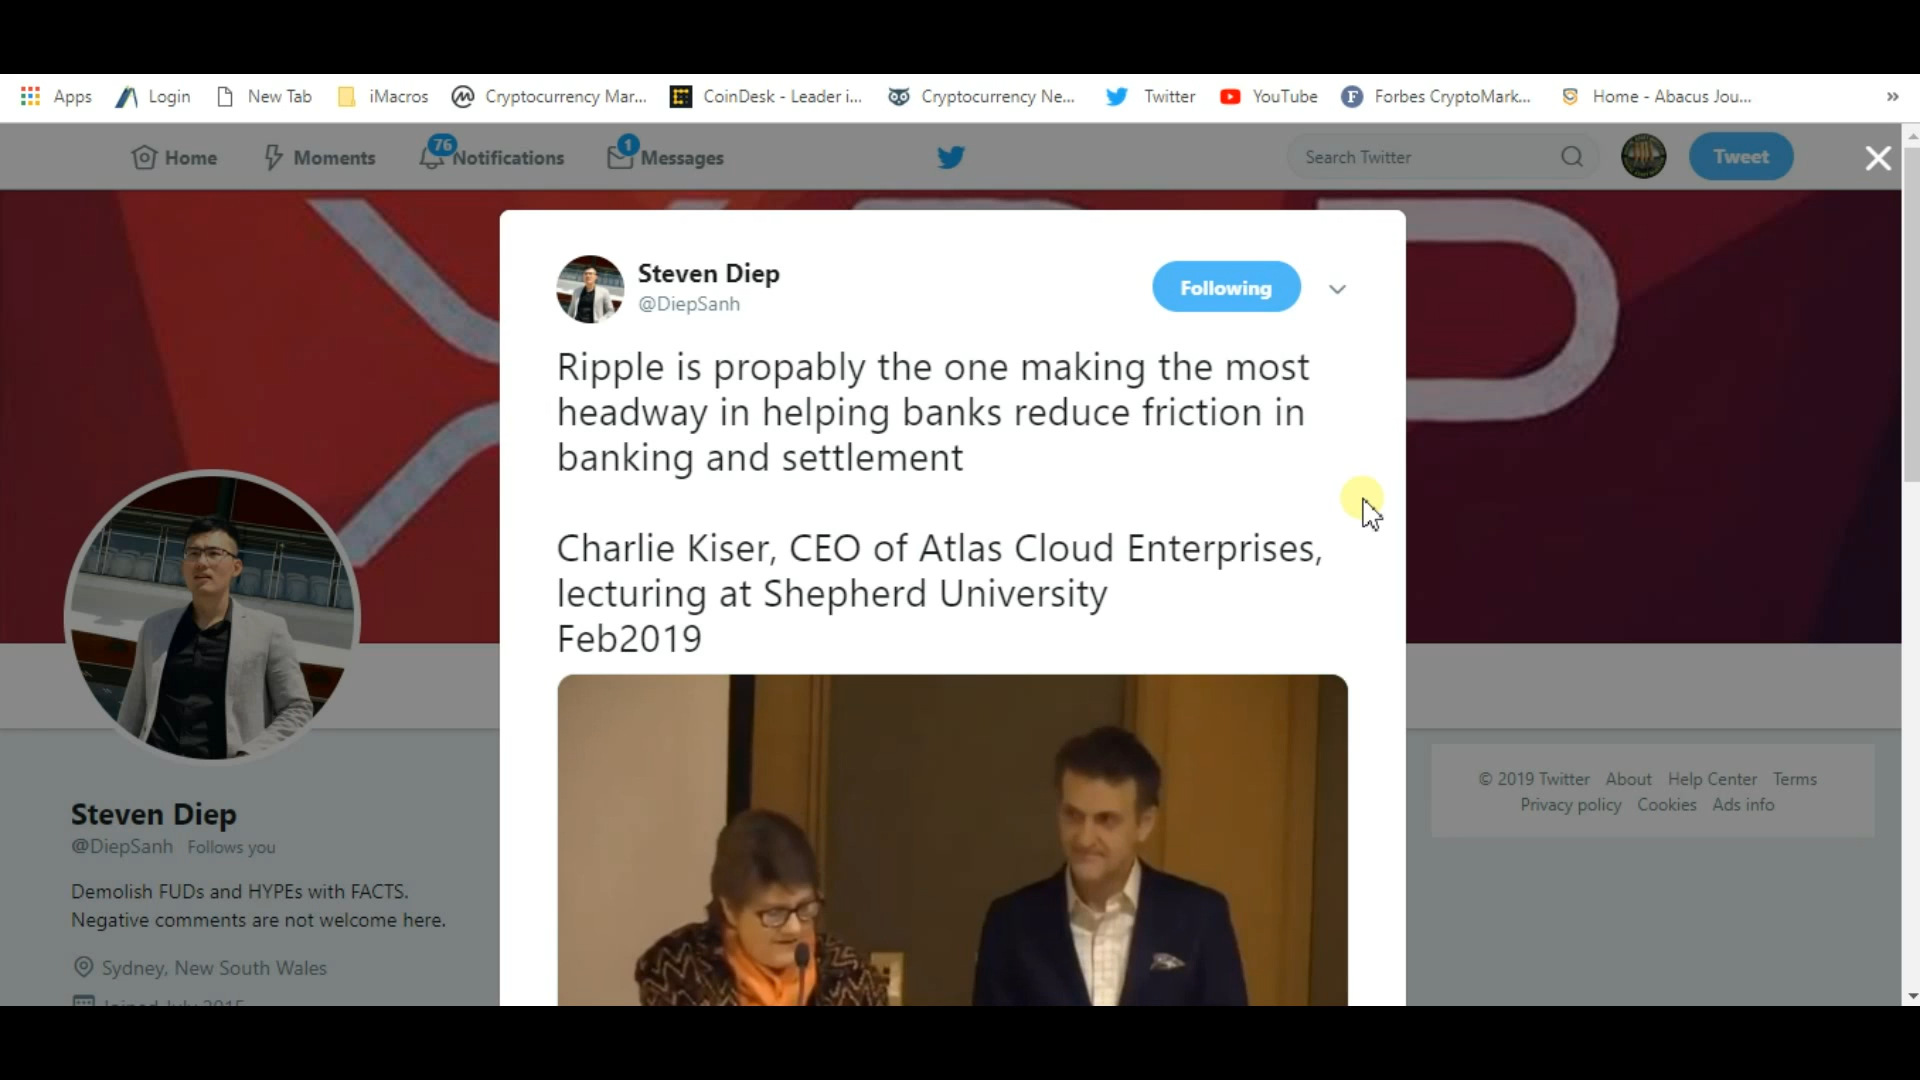 Apps Login New Tab iMacros Cryptocurrency Mar... CoinDesk - Leader i... Cryptocurrency Ne... Twitter YouTube Forbes CryptoMark... Home - Abacus Jou... »
Home Moments 76 Notifications 1 Messages Search Twitter Tweet
Steven Diep
@DiepSanh
Following
Ripple is propably the one making the most
headway in helping banks reduce friction in
banking and settlement
Charlie Kiser, CEO of Atlas Cloud Enterprises,
lecturing at Shepherd University
Feb2019
Steven Diep
@DiepSanh Follows you
Demolish FUDs and HYPEs with FACTS.
Negative comments are not welcome here.
Sydney, New South Wales
Joined July 2015
© 2019 Twitter About Help Center Terms
Privacy policy Cookies Ads info